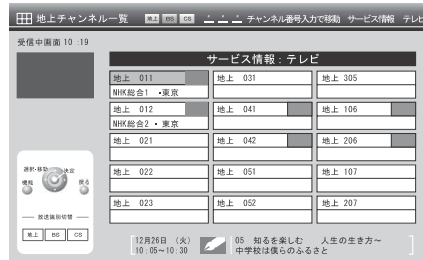 地上チャンネル一覧 地上 BS CS ＿＿＿ チャンネル番号入力で移動 サービス情報 テレビ
受信中画面 10:19
サービス情報：テレビ
地上 011
NHK総合1 ・東京
地上 031
地上 305
地上 012
NHK総合2 ・東京
地上 041
地上 106
地上 021
地上 042
地上 206
地上 022
地上 051
地上 107
地上 023
地上 052
地上 207
選択・移動 決定
機能 戻る
放送識別切替
地上 BS CS
12月26日 （火）
10:05～10:30
05 知るを楽しむ 人生の生き方～
中学校は僕らのふるさと